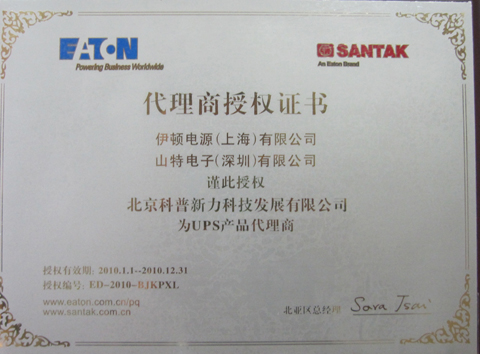 EATON
Powering Business Worldwide
SANTAK
An Eaton Brand
代理商授权证书
伊顿电源(上海)有限公司
山特电子(深圳)有限公司
谨此授权
北京科普新力科技发展有限公司
为UPS产品代理商
授权有效期: 2010.1.1--2010.12.31
授权编号: ED-2010-BJKPXL
www.eaton.com.cn/pq
www.santak.com.cn
北亚区总经理 Sara Tsai